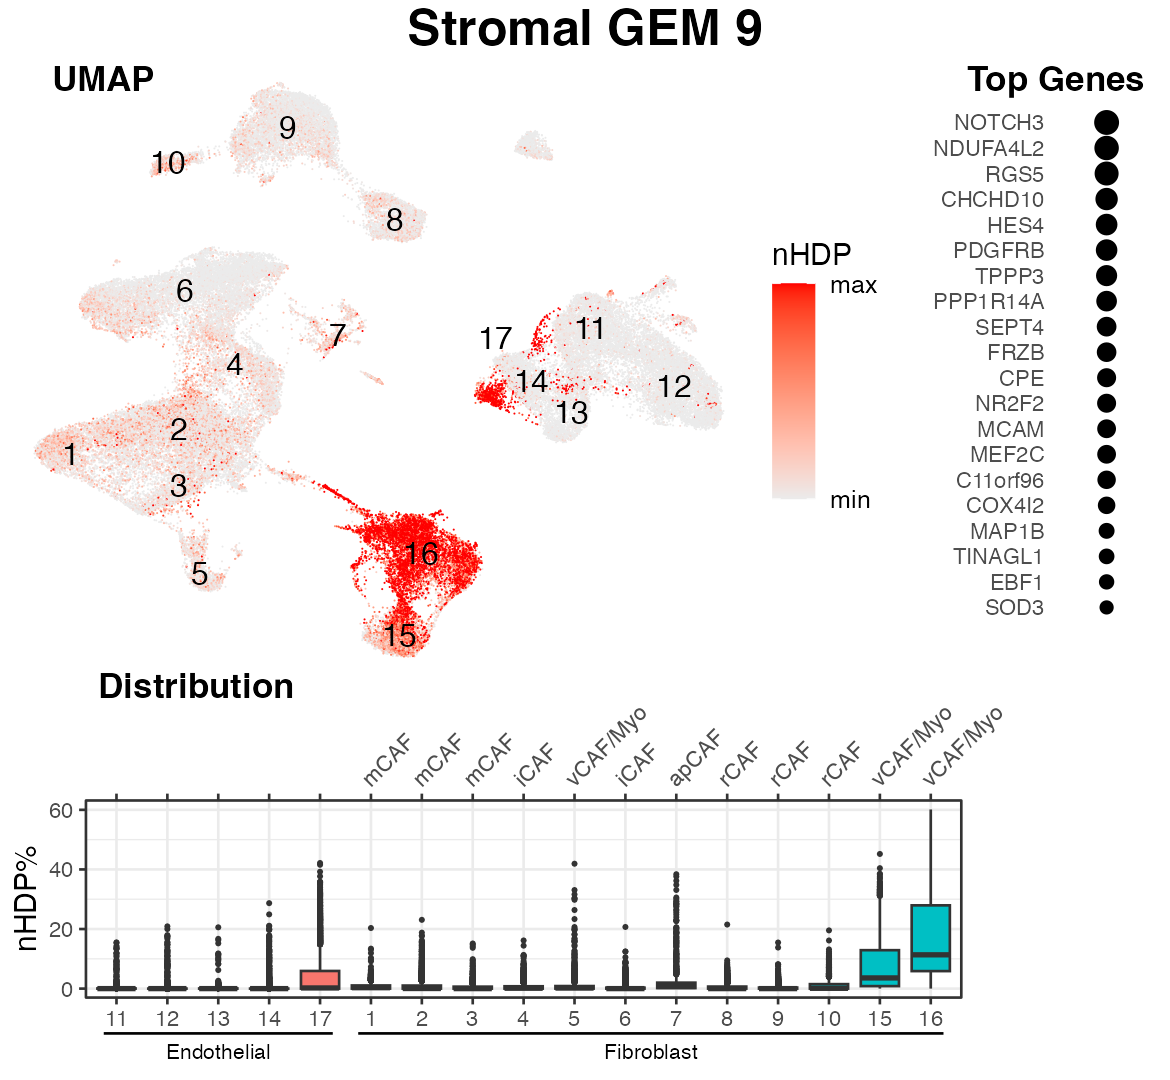 Stromal GEM 9
UMAP
Top Genes
9
10
8
6
7
4
2
1
3
5
16
15
11
17
14
12
13
nHDP
max
min
NOTCH3
NDUFA4L2
RGS5
CHCHD10
HES4
PDGFRB
TPPP3
PPP1R14A
SEPT4
FRZB
CPE
NR2F2
MCAM
MEF2C
C11orf96
COX4I2
MAP1B
TINAGL1
EBF1
SOD3
Distribution
mCAF
mCAF
mCAF
iCAF
vCAF/Myo
iCAF
apCAF
rCAF
rCAF
rCAF
vCAF/Myo
vCAF/Myo
nHDP%
60
40
20
0
11 12 13 14 17 1 2 3 4 5 6 7 8 9 10 15 16
Endothelial Fibroblast